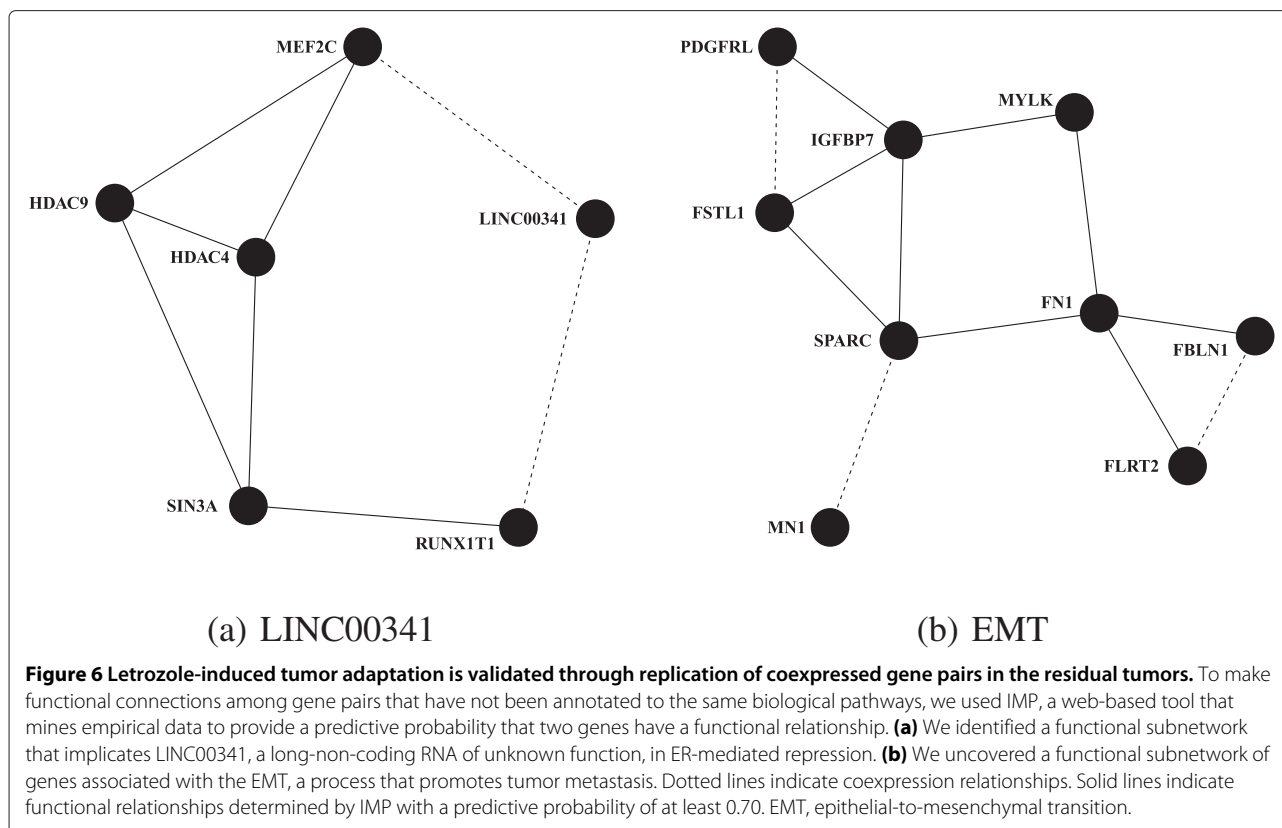 MEF2C
HDAC9
LINC00341
HDAC4
SIN3A
RUNX1T1
(a) LINC00341
PDGFRL
MYLK
IGFBP7
FSTL1
FN1
SPARC
FBLN1
FLRT2
MN1
(b) EMT
Figure 6 Letrozole-induced tumor adaptation is validated through replication of coexpressed gene pairs in the residual tumors. To make
functional connections among gene pairs that have not been annotated to the same biological pathways, we used IMP, a web-based tool that
mines empirical data to provide a predictive probability that two genes have a functional relationship. (a) We identified a functional subnetwork
that implicates LINC00341, a long-non-coding RNA of unknown function, in ER-mediated repression. (b) We uncovered a functional subnetwork of
genes associated with the EMT, a process that promotes tumor metastasis. Dotted lines indicate coexpression relationships. Solid lines indicate
functional relationships determined by IMP with a predictive probability of at least 0.70. EMT, epithelial-to-mesenchymal transition.